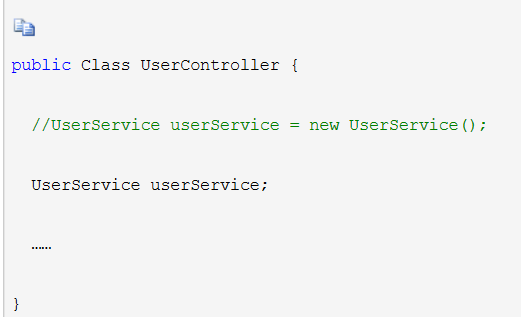 public Class UserController {
//UserService userService = new UserService();
UserService userService;
……
}